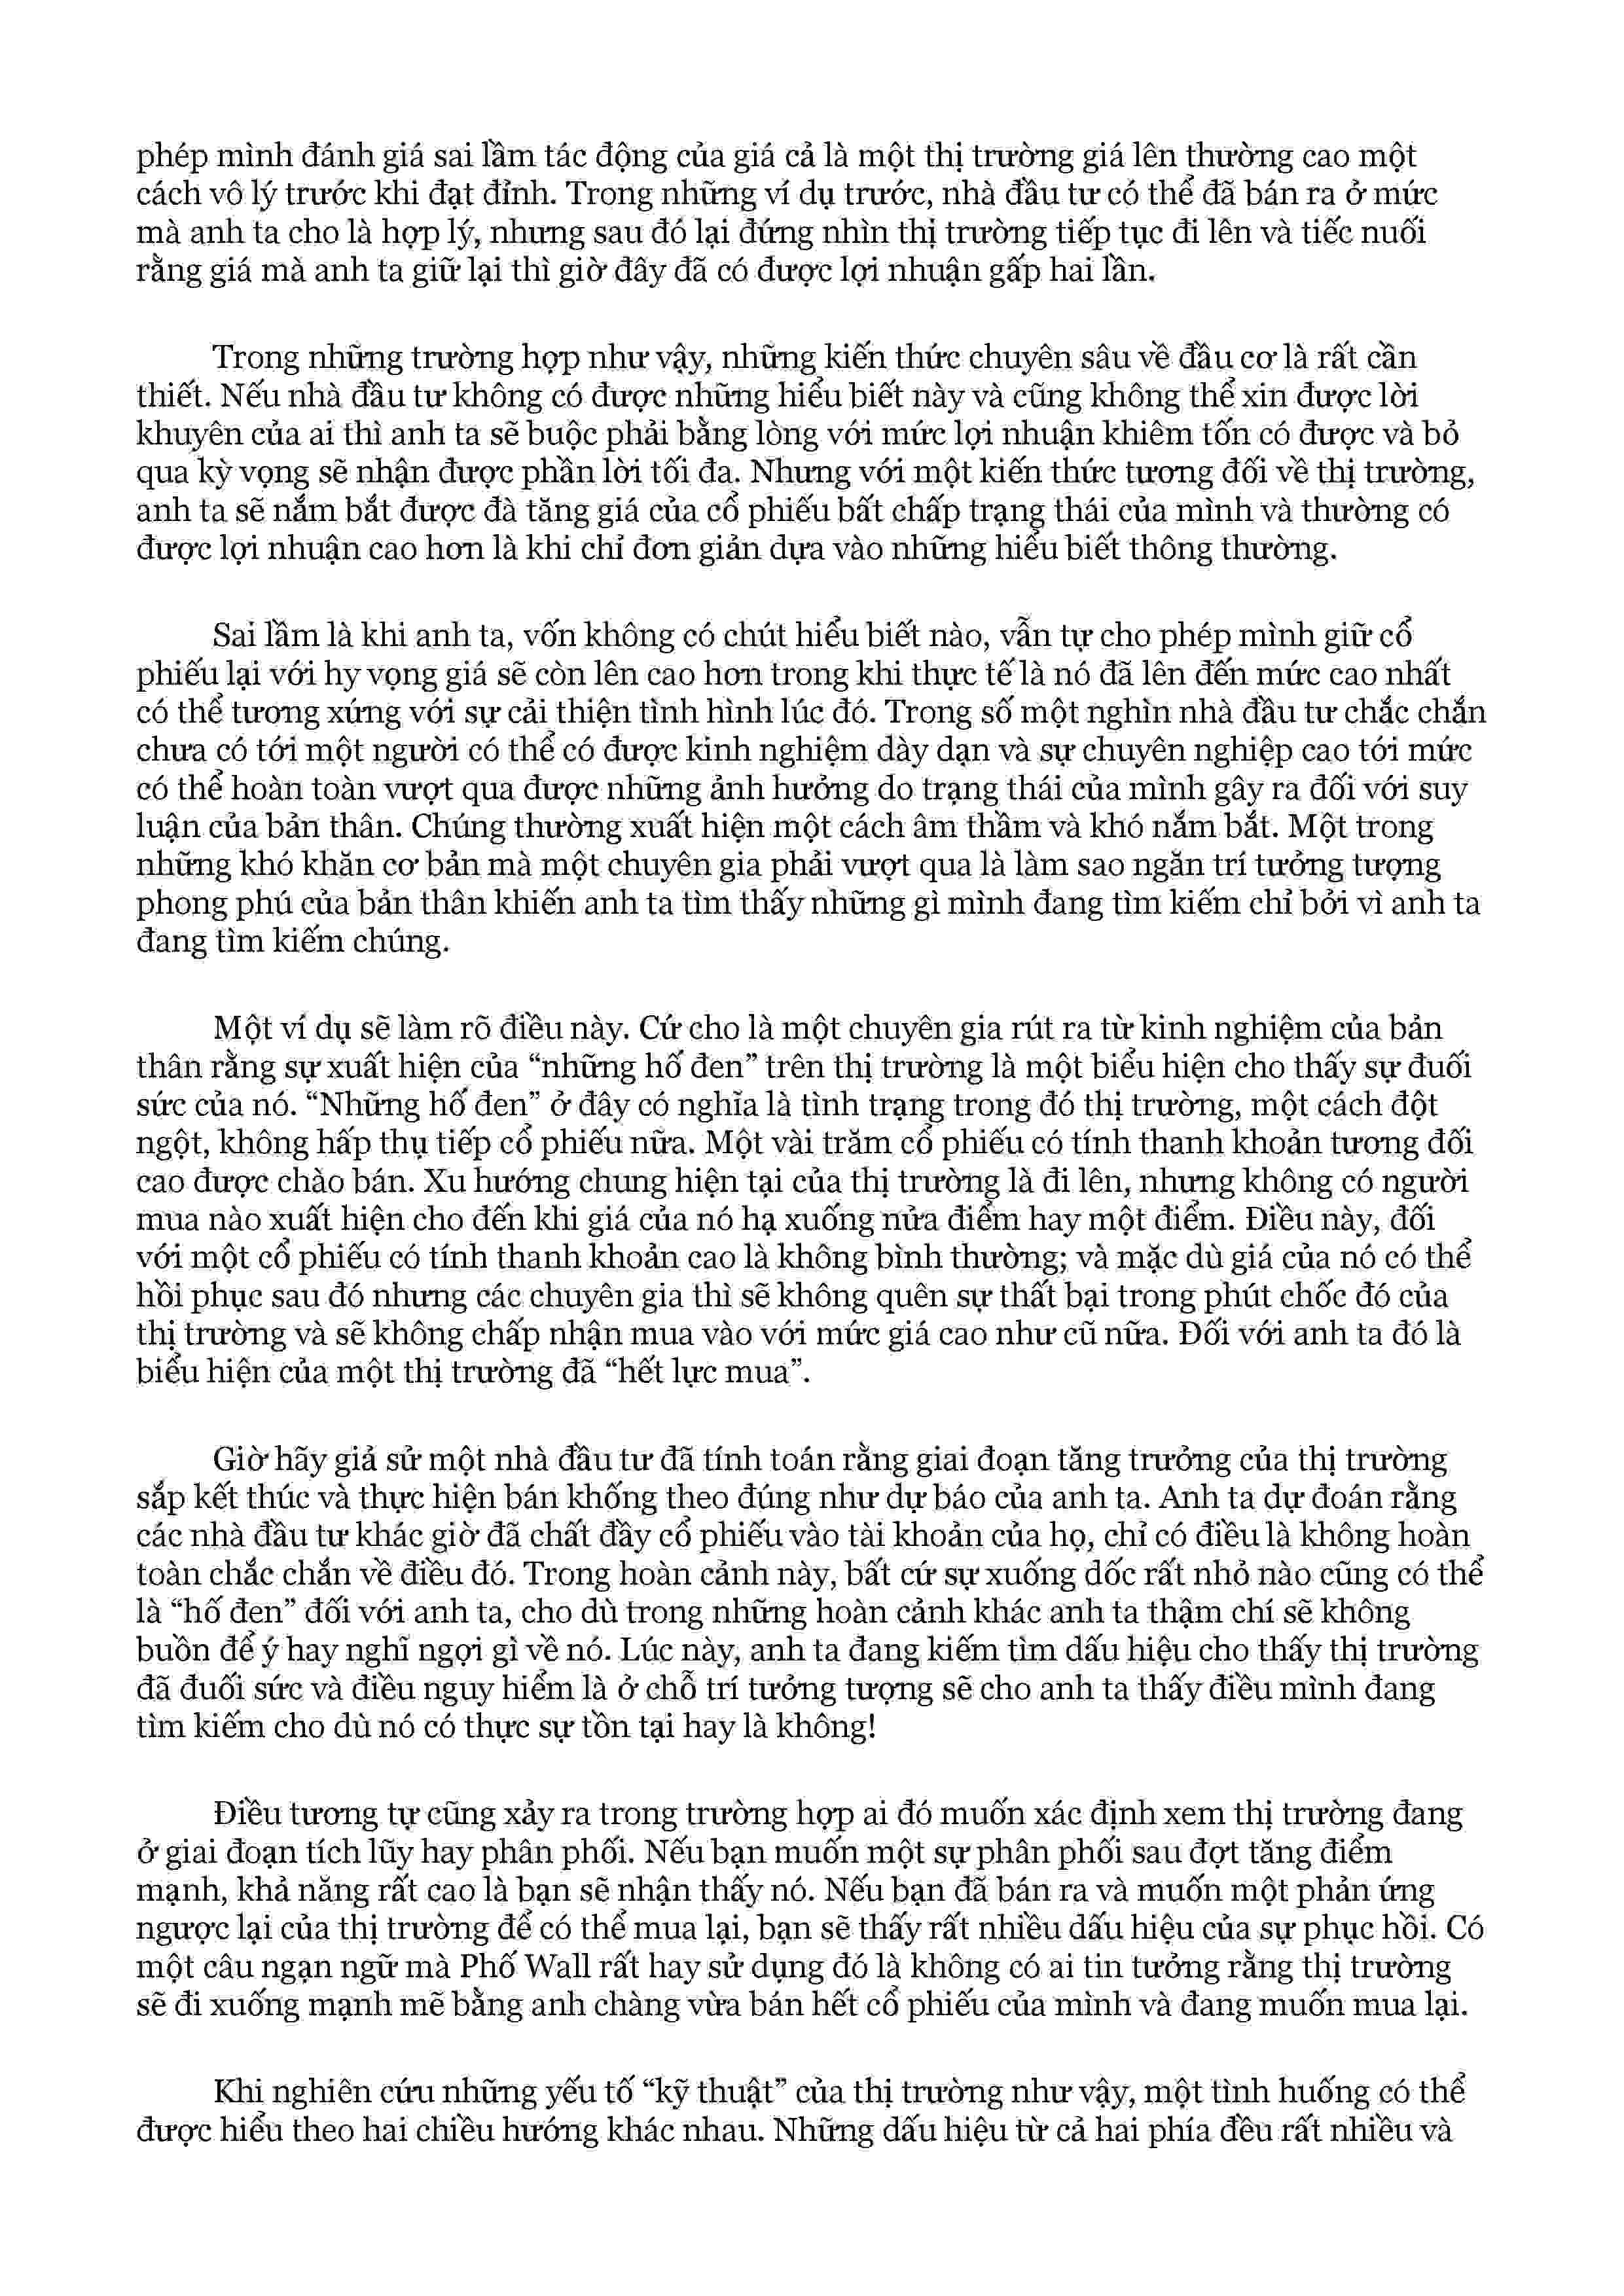 phép mình đánh giá sai lầm tác động của giá cả là một thị trường giá lên thường cao một
cách vô lý trước khi đạt đỉnh. Trong những ví dụ trước, nhà đầu tư có thể đã bán ra ở mức
mà anh ta cho là hợp lý, nhưng sau đó lại đứng nhìn thị trường tiếp tục đi lên và tiếc nuối
rằng giá mà anh ta giữ lại thì giờ đây đã có được lợi nhuận gấp hai lần.
Trong những trường hợp như vậy, những kiến thức chuyên sâu về đầu cơ là rất cần
thiết. Nếu nhà đầu tư không có được những hiểu biết này và cũng không thể xin được lời
khuyên của ai thì anh ta sẽ buộc phải bằng lòng với mức lợi nhuận khiêm tốn có được và bỏ
qua kỳ vọng sẽ nhận được phần lời tối đa. Nhưng với một kiến thức tương đối về thị trường,
anh ta sẽ nắm bắt được đà tăng giá của cổ phiếu bất chấp trạng thái của mình và thường có
được lợi nhuận cao hơn là khi chỉ đơn giản dựa vào những hiểu biết thông thường.
Sai lầm là khi anh ta, vốn không có chút hiểu biết nào, vẫn tự cho phép mình giữ cổ
phiếu lại với hy vọng giá sẽ còn lên cao hơn trong khi thực tế là nó đã lên đến mức cao nhất
có thể tương xứng với sự cải thiện tình hình lúc đó. Trong số một nghìn nhà đầu tư chắc chắn
chưa có tới một người có thể có được kinh nghiệm dày dạn và sự chuyên nghiệp cao tới mức
có thể hoàn toàn vượt qua được những ảnh hưởng do trạng thái của mình gây ra đối với suy
luận của bản thân. Chúng thường xuất hiện một cách âm thầm và khó nắm bắt. Một trong
những khó khăn cơ bản mà một chuyên gia phải vượt qua là làm sao ngăn trí tưởng tượng
phong phú của bản thân khiến anh ta tìm thấy những gì mình đang tìm kiếm chỉ bởi vì anh ta
đang tìm kiếm chúng.
Một ví dụ sẽ làm rõ điều này. Cứ cho là một chuyên gia rút ra từ kinh nghiệm của bản
thân rằng sự xuất hiện của “những hố đen” trên thị trường là một biểu hiện cho thấy sự đuối
sức của nó. “Những hố đen” ở đây có nghĩa là tình trạng trong đó thị trường, một cách đột
ngột, không hấp thụ tiếp cổ phiếu nữa. Một vài trăm cổ phiếu có tính thanh khoản tương đối
cao được chào bán. Xu hướng chung hiện tại của thị trường là đi lên, nhưng không có người
mua nào xuất hiện cho đến khi giá của nó hạ xuống nửa điểm hay một điểm. Điều này, đối
với một cổ phiếu có tính thanh khoản cao là không bình thường; và mặc dù giá của nó có thể
hồi phục sau đó nhưng các chuyên gia thì sẽ không quên sự thất bại trong phút chốc đó của
thị trường và sẽ không chấp nhận mua vào với mức giá cao như cũ nữa. Đối với anh ta đó là
biểu hiện của một thị trường đã “hết lực mua”.
Giờ hãy giả sử một nhà đầu tư đã tính toán rằng giai đoạn tăng trưởng của thị trường
sắp kết thúc và thực hiện bán khống theo đúng như dự báo của anh ta. Anh ta dự đoán rằng
các nhà đầu tư khác giờ đã chất đầy cổ phiếu vào tài khoản của họ, chỉ có điều là không hoàn
toàn chắc chắn về điều đó. Trong hoàn cảnh này, bất cứ sự xuống dốc rất nhỏ nào cũng có thể
là “hố đen” đối với anh ta, cho dù trong những hoàn cảnh khác anh ta thậm chí sẽ không
buồn để ý hay nghĩ ngợi gì về nó. Lúc này, anh ta đang kiếm tìm dấu hiệu cho thấy thị trường
đã đuối sức và điều nguy hiểm là ở chỗ trí tưởng tượng sẽ cho anh ta thấy điều mình đang
tìm kiếm cho dù nó có thực sự tồn tại hay là không!
Điều tương tự cũng xảy ra trong trường hợp ai đó muốn xác định xem thị trường đang
ở giai đoạn tích lũy hay phân phối. Nếu bạn muốn một sự phân phối sau đợt tăng điểm
mạnh, khả năng rất cao là bạn sẽ nhận thấy nó. Nếu bạn đã bán ra và muốn một phản ứng
ngược lại của thị trường để có thể mua lại, bạn sẽ thấy rất nhiều dấu hiệu của sự phục hồi. Có
một câu ngạn ngữ mà Phố Wall rất hay sử dụng đó là không có ai tin tưởng rằng thị trường
sẽ đi xuống mạnh mẽ bằng anh chàng vừa bán hết cổ phiếu của mình và đang muốn mua lại.
Khi nghiên cứu những yếu tố “kỹ thuật” của thị trường như vậy, một tình huống có thể
được hiểu theo hai chiều hướng khác nhau. Những dấu hiệu từ cả hai phía đều rất nhiều và